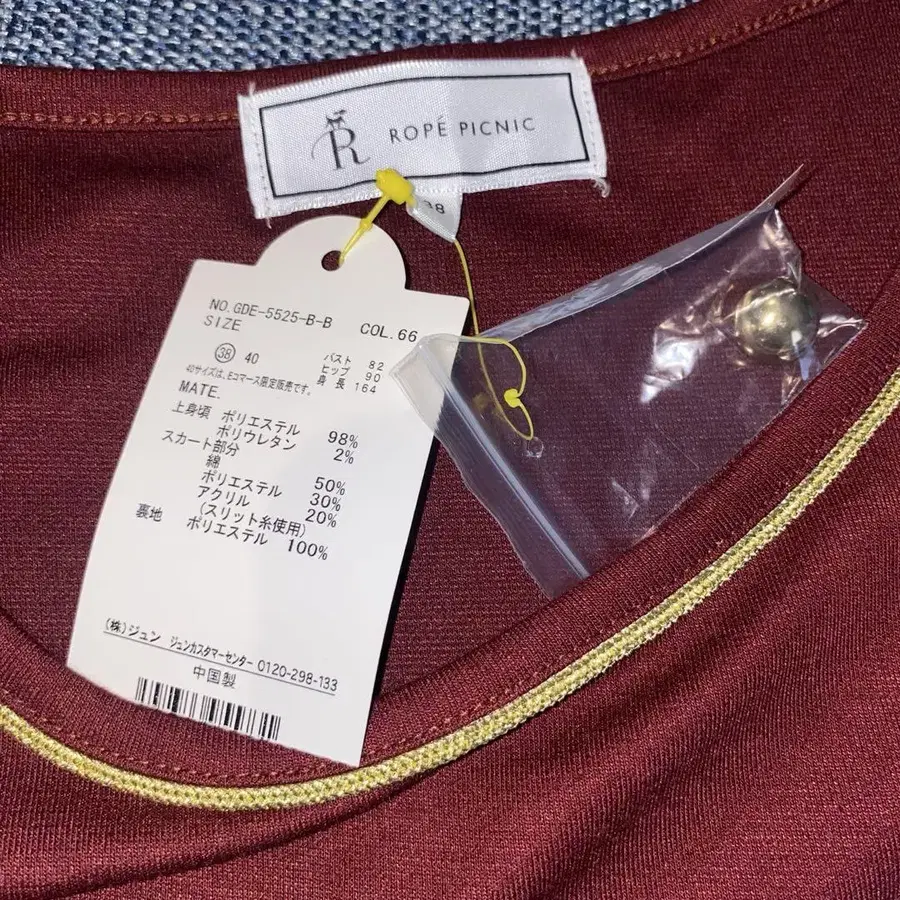 R ROPÉ PICNIC
38
NO.GDE-5525-B-B COL.66
SIZE
38 40
バスト 82
ヒップ 90
身長 164
40サイズは、Eコマース限定販売です。
MATE.
上身頃 ポリエステル 98%
ポリウレタン 2%
スカート部分
綿 50%
ポリエステル 30%
アクリル 20%
(スリット糸使用)
裏地 ポリエステル 100%
(株)ジュン ジュンカスタマーセンター 0120-298-133
中国製